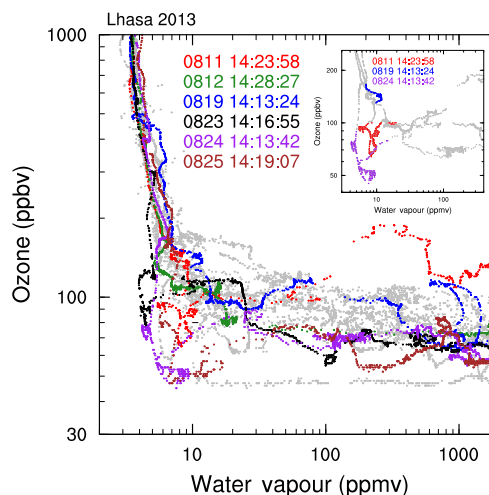 Lhasa 2013
1000
0811 14:23:58
0812 14:28:27
0819 14:13:24
0823 14:16:55
0824 14:13:42
0825 14:19:07
Ozone (ppbv)
100
30
10 100 1000
Water vapour (ppmv)
0811 14:23:58
0819 14:13:24
0824 14:13:42
Ozone (ppbv)
200
100
50
10 100
Water vapour (ppmv)